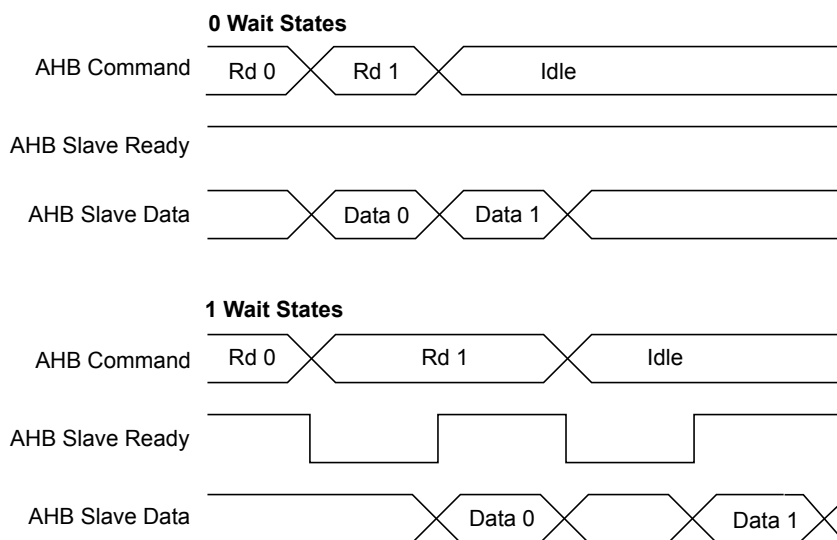 0 Wait States
AHB Command Rd 0 Rd 1 Idle
AHB Slave Ready
AHB Slave Data Data 0 Data 1
1 Wait States
AHB Command Rd 0 Rd 1 Idle
AHB Slave Ready
AHB Slave Data Data 0 Data 1